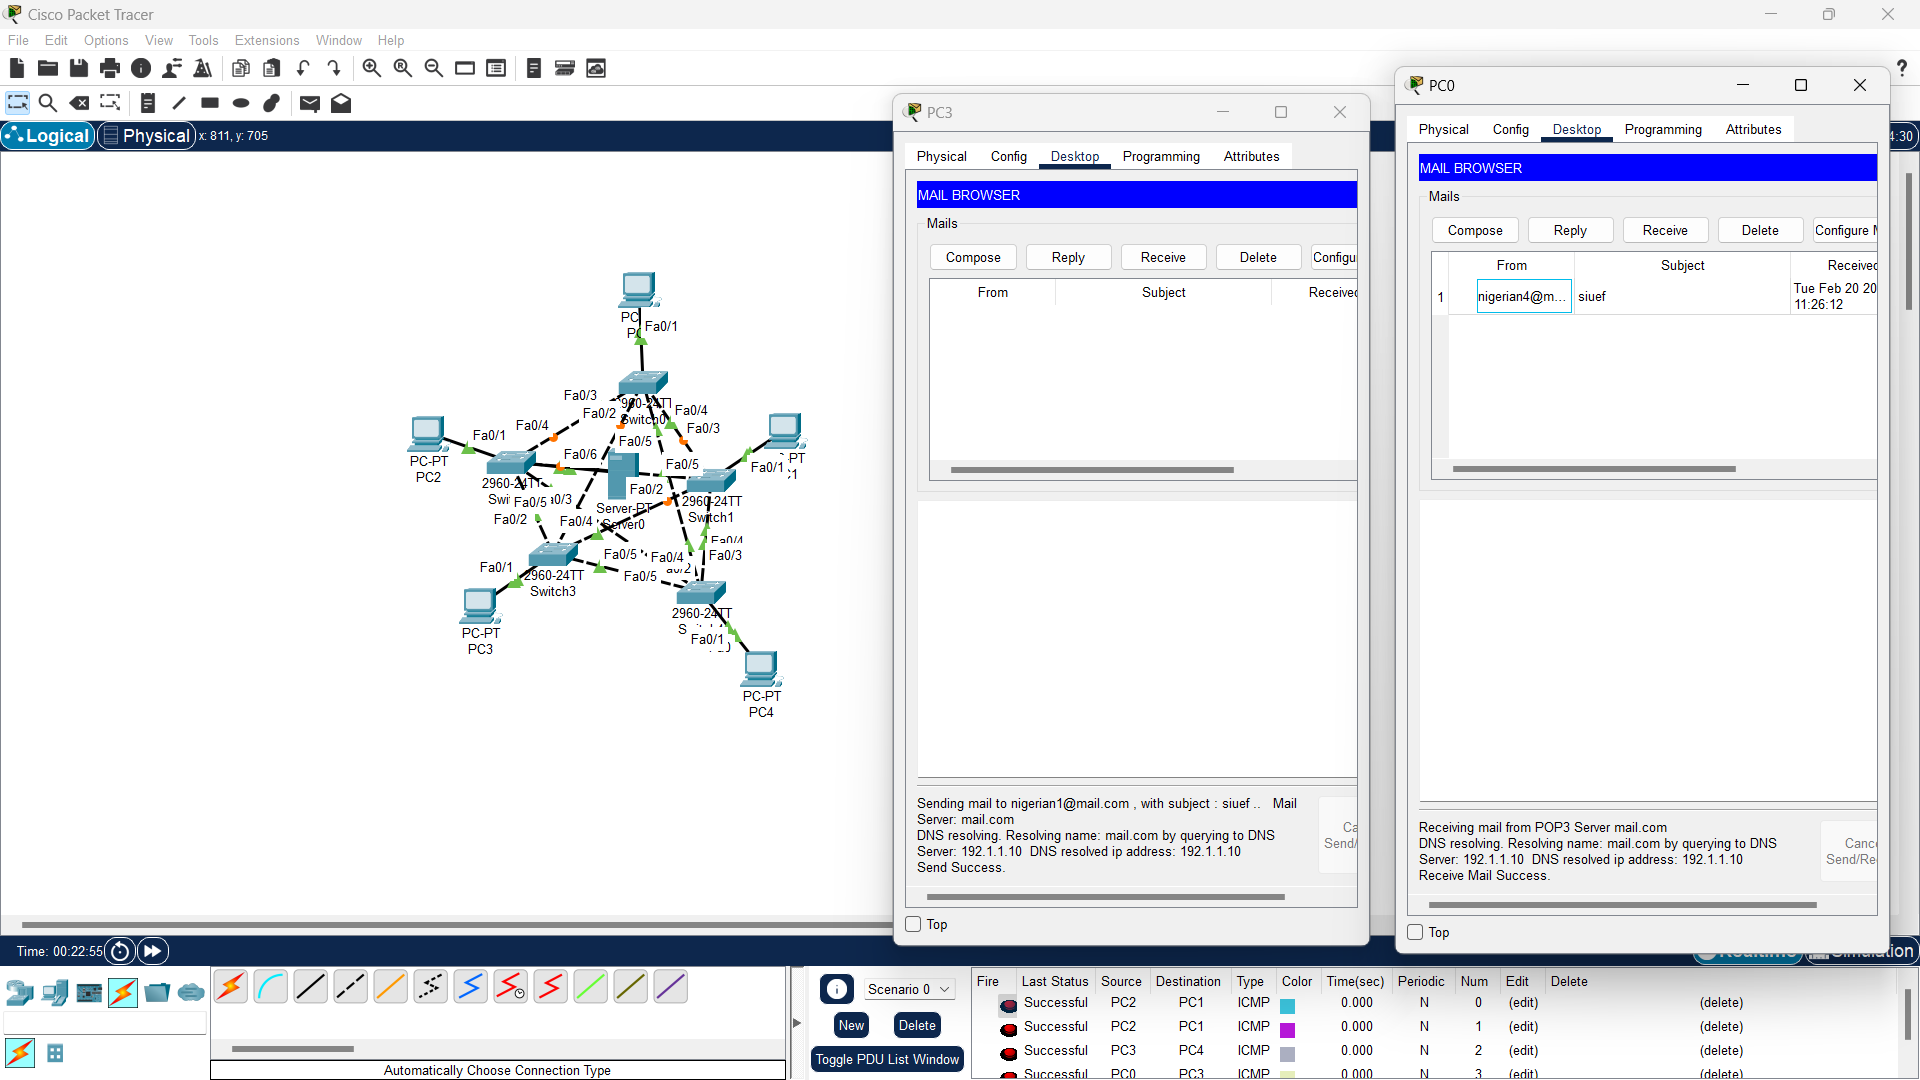 Cisco Packet Tracer
File Edit Options View Tools Extensions Window Help
Logical Physical x: 811, y: 705
PC
Fa0/1
Fa0/3
Fa0/4
Fa0/2
Fa0/4
Fa0/3
Switch0
Fa0/1
PC-PT
PC2
Fa0/6
Fa0/5
Fa0/5
Fa0/1
2960-24TT
Fa0/5
Fa0/2
Fa0/2
Server-PT
Server0
2960-24TT
Switch1
Fa0/4
Fa0/4
Fa0/3
Fa0/1
Fa0/5
Fa0/4
Fa0/5
2960-24TT
Switch3
PC-PT
PC3
2960-24TT
Fa0/1
PC-PT
PC4
PC3
Physical Config Desktop Programming Attributes
MAIL BROWSER
Mails
Compose Reply Receive Delete Configu
From Subject Received
Sending mail to nigerian1@mail.com , with subject : siuef .. Mail
Server: mail.com
DNS resolving. Resolving name: mail.com by querying to DNS
Server: 192.1.1.10 DNS resolved ip address: 192.1.1.10
Send Success.
Ca
Send/
Top
PC0
Physical Config Desktop Programming Attributes
MAIL BROWSER
Mails
Compose Reply Receive Delete Configure M
From Subject Received
1 nigerian4@m... siuef Tue Feb 20 20
11:26:12
Receiving mail from POP3 Server mail.com
DNS resolving. Resolving name: mail.com by querying to DNS
Server: 192.1.1.10 DNS resolved ip address: 192.1.1.10
Receive Mail Success.
Canc
Send/Re
Top
:30
Time: 00:22:55
Realtime Simulation
Scenario 0
New Delete
Toggle PDU List Window
Automatically Choose Connection Type
Fire Last Status Source Destination Type Color Time(sec) Periodic Num Edit Delete
Successful PC2 PC1 ICMP 0.000 N 0 (edit) (delete)
Successful PC2 PC1 ICMP 0.000 N 1 (edit) (delete)
Successful PC3 PC4 ICMP 0.000 N 2 (edit) (delete)
Successful PC0 PC3 ICMP 0.000 N 3 (edit) (delete)